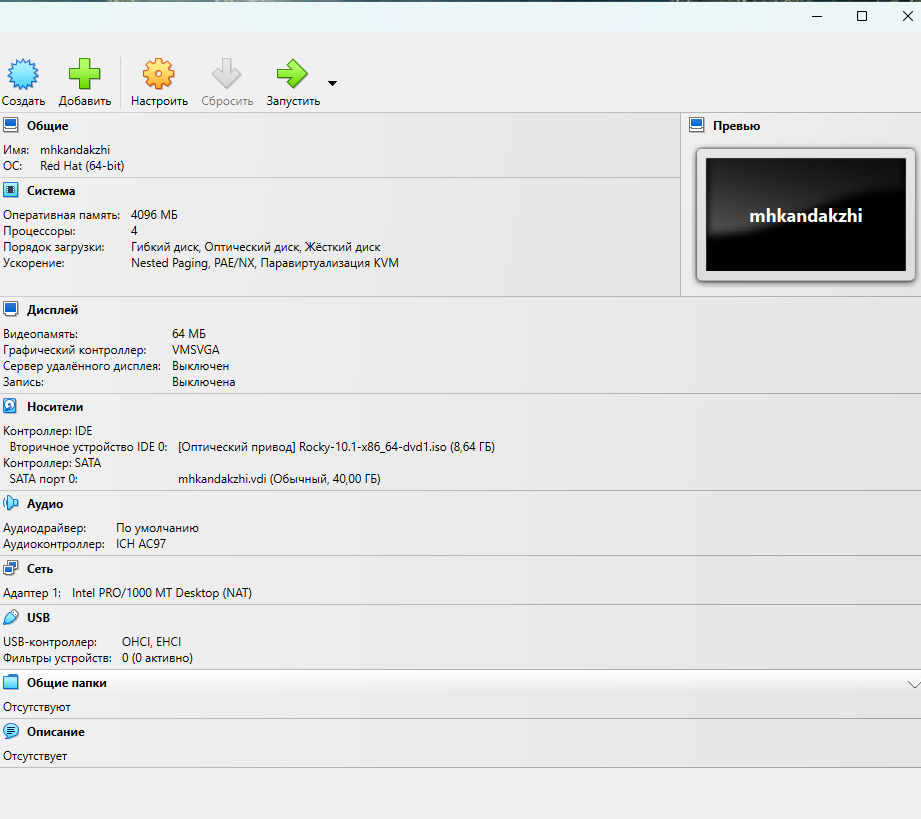 Создать Добавить Настроить Сбросить Запустить
Общие
Имя: mhkandakzhi
ОС: Red Hat (64-bit)
Система
Оперативная память: 4096 МБ
Процессоры: 4
Порядок загрузки: Гибкий диск, Оптический диск, Жёсткий диск
Ускорение: Nested Paging, PAE/NX, Паравиртуализация KVM
Превью
mhkandakzhi
Дисплей
Видеопамять: 64 МБ
Графический контроллер: VMSVGA
Сервер удалённого дисплея: Выключен
Запись: Выключена
Носители
Контроллер: IDE
Вторичное устройство IDE 0: [Оптический привод] Rocky-10.1-x86_64-dvd1.iso (8,64 ГБ)
Контроллер: SATA
SATA порт 0: mhkandakzhi.vdi (Обычный, 40,00 ГБ)
Аудио
Аудиодрайвер: По умолчанию
Аудиоконтроллер: ICH AC97
Сеть
Адаптер 1: Intel PRO/1000 MT Desktop (NAT)
USB
USB-контроллер: OHCI, EHCI
Фильтры устройств: 0 (0 активно)
Общие папки
Отсутствуют
Описание
Отсутствует